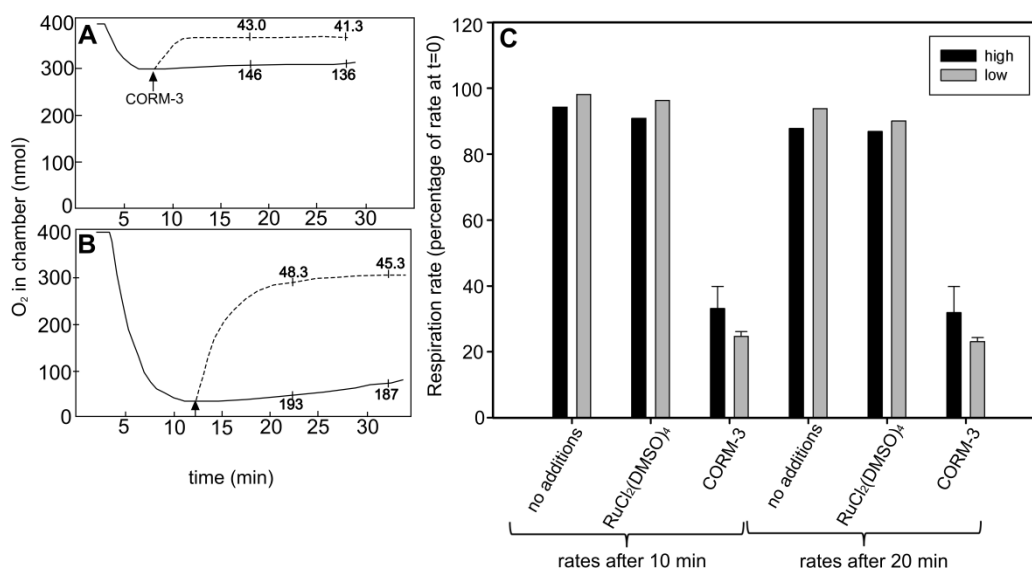 A
O₂ in chamber (nmol)
400
300
200
100
0
43.0
41.3
146
136
CORM-3
5
10
15
20
25
30
B
400
300
200
100
0
48.3
45.3
193
187
5
10
15
20
25
30
time (min)
C
high
low
Respiration rate (percentage of rate at t=0)
120
100
80
60
40
20
0
no additions
RuCl₂(DMSO)₄
CORM-3
no additions
RuCl₂(DMSO)₄
CORM-3
rates after 10 min
rates after 20 min